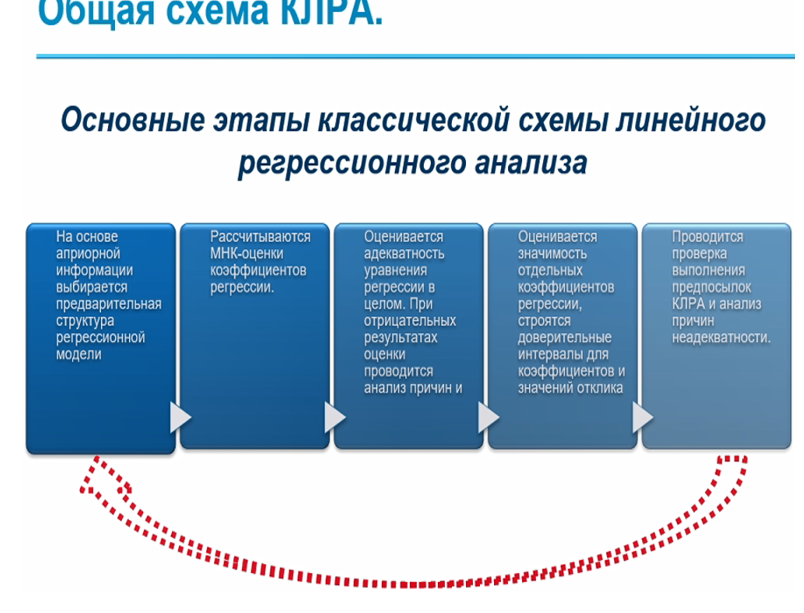 Общая схема КЛРА.
Основные этапы классической схемы линейного
регрессионного анализа
На основе
априорной
информации
выбирается
предварительная
структура
регрессионной
модели
Рассчитываются
МНК-оценки
коэффициентов
регрессии.
Оценивается
адекватность
уравнения
регрессии в
целом. При
отрицательных
результатах
оценки
проводится
анализ причин и
Оценивается
значимость
отдельных
коэффициентов
регрессии,
строятся
доверительные
интервалы для
коэффициентов и
значений отклика
Проводится
проверка
выполнения
предпосылок
КЛРА и анализ
причин
неадекватности.